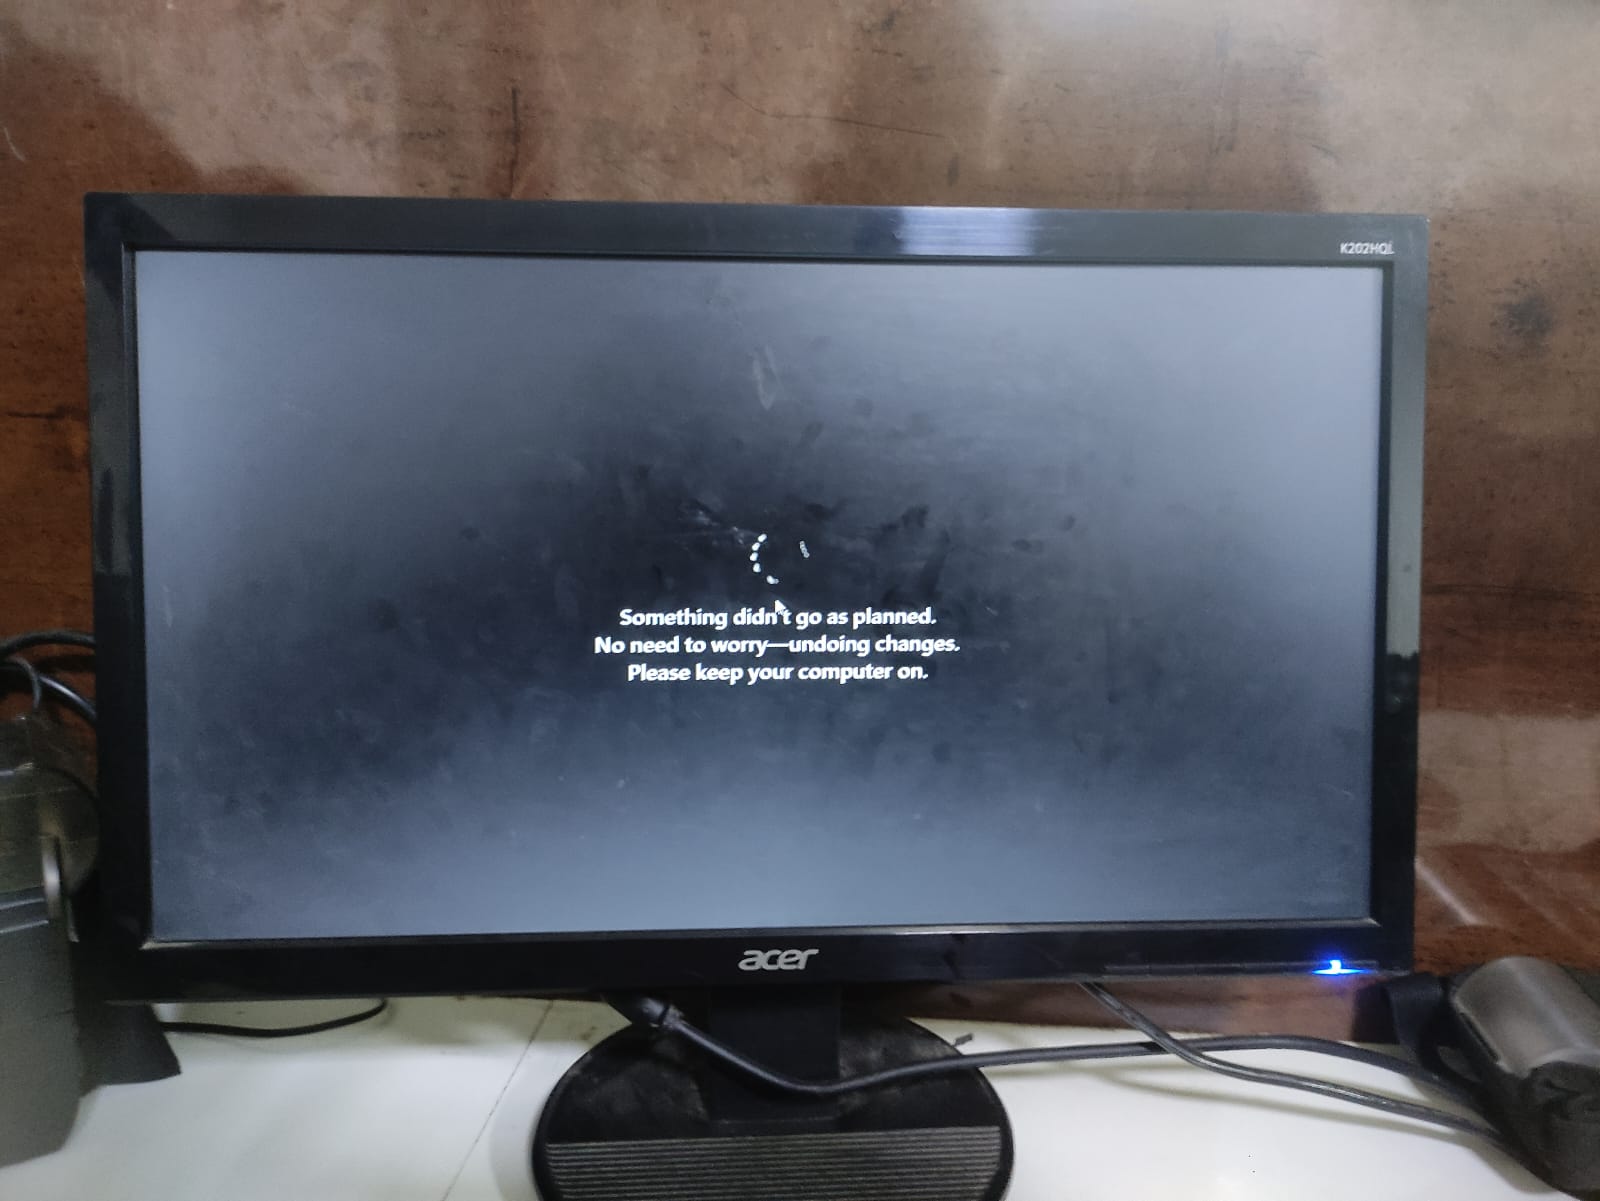 K202HQL
Something didn't go as planned.
No need to worry—undoing changes.
Please keep your computer on.
acer